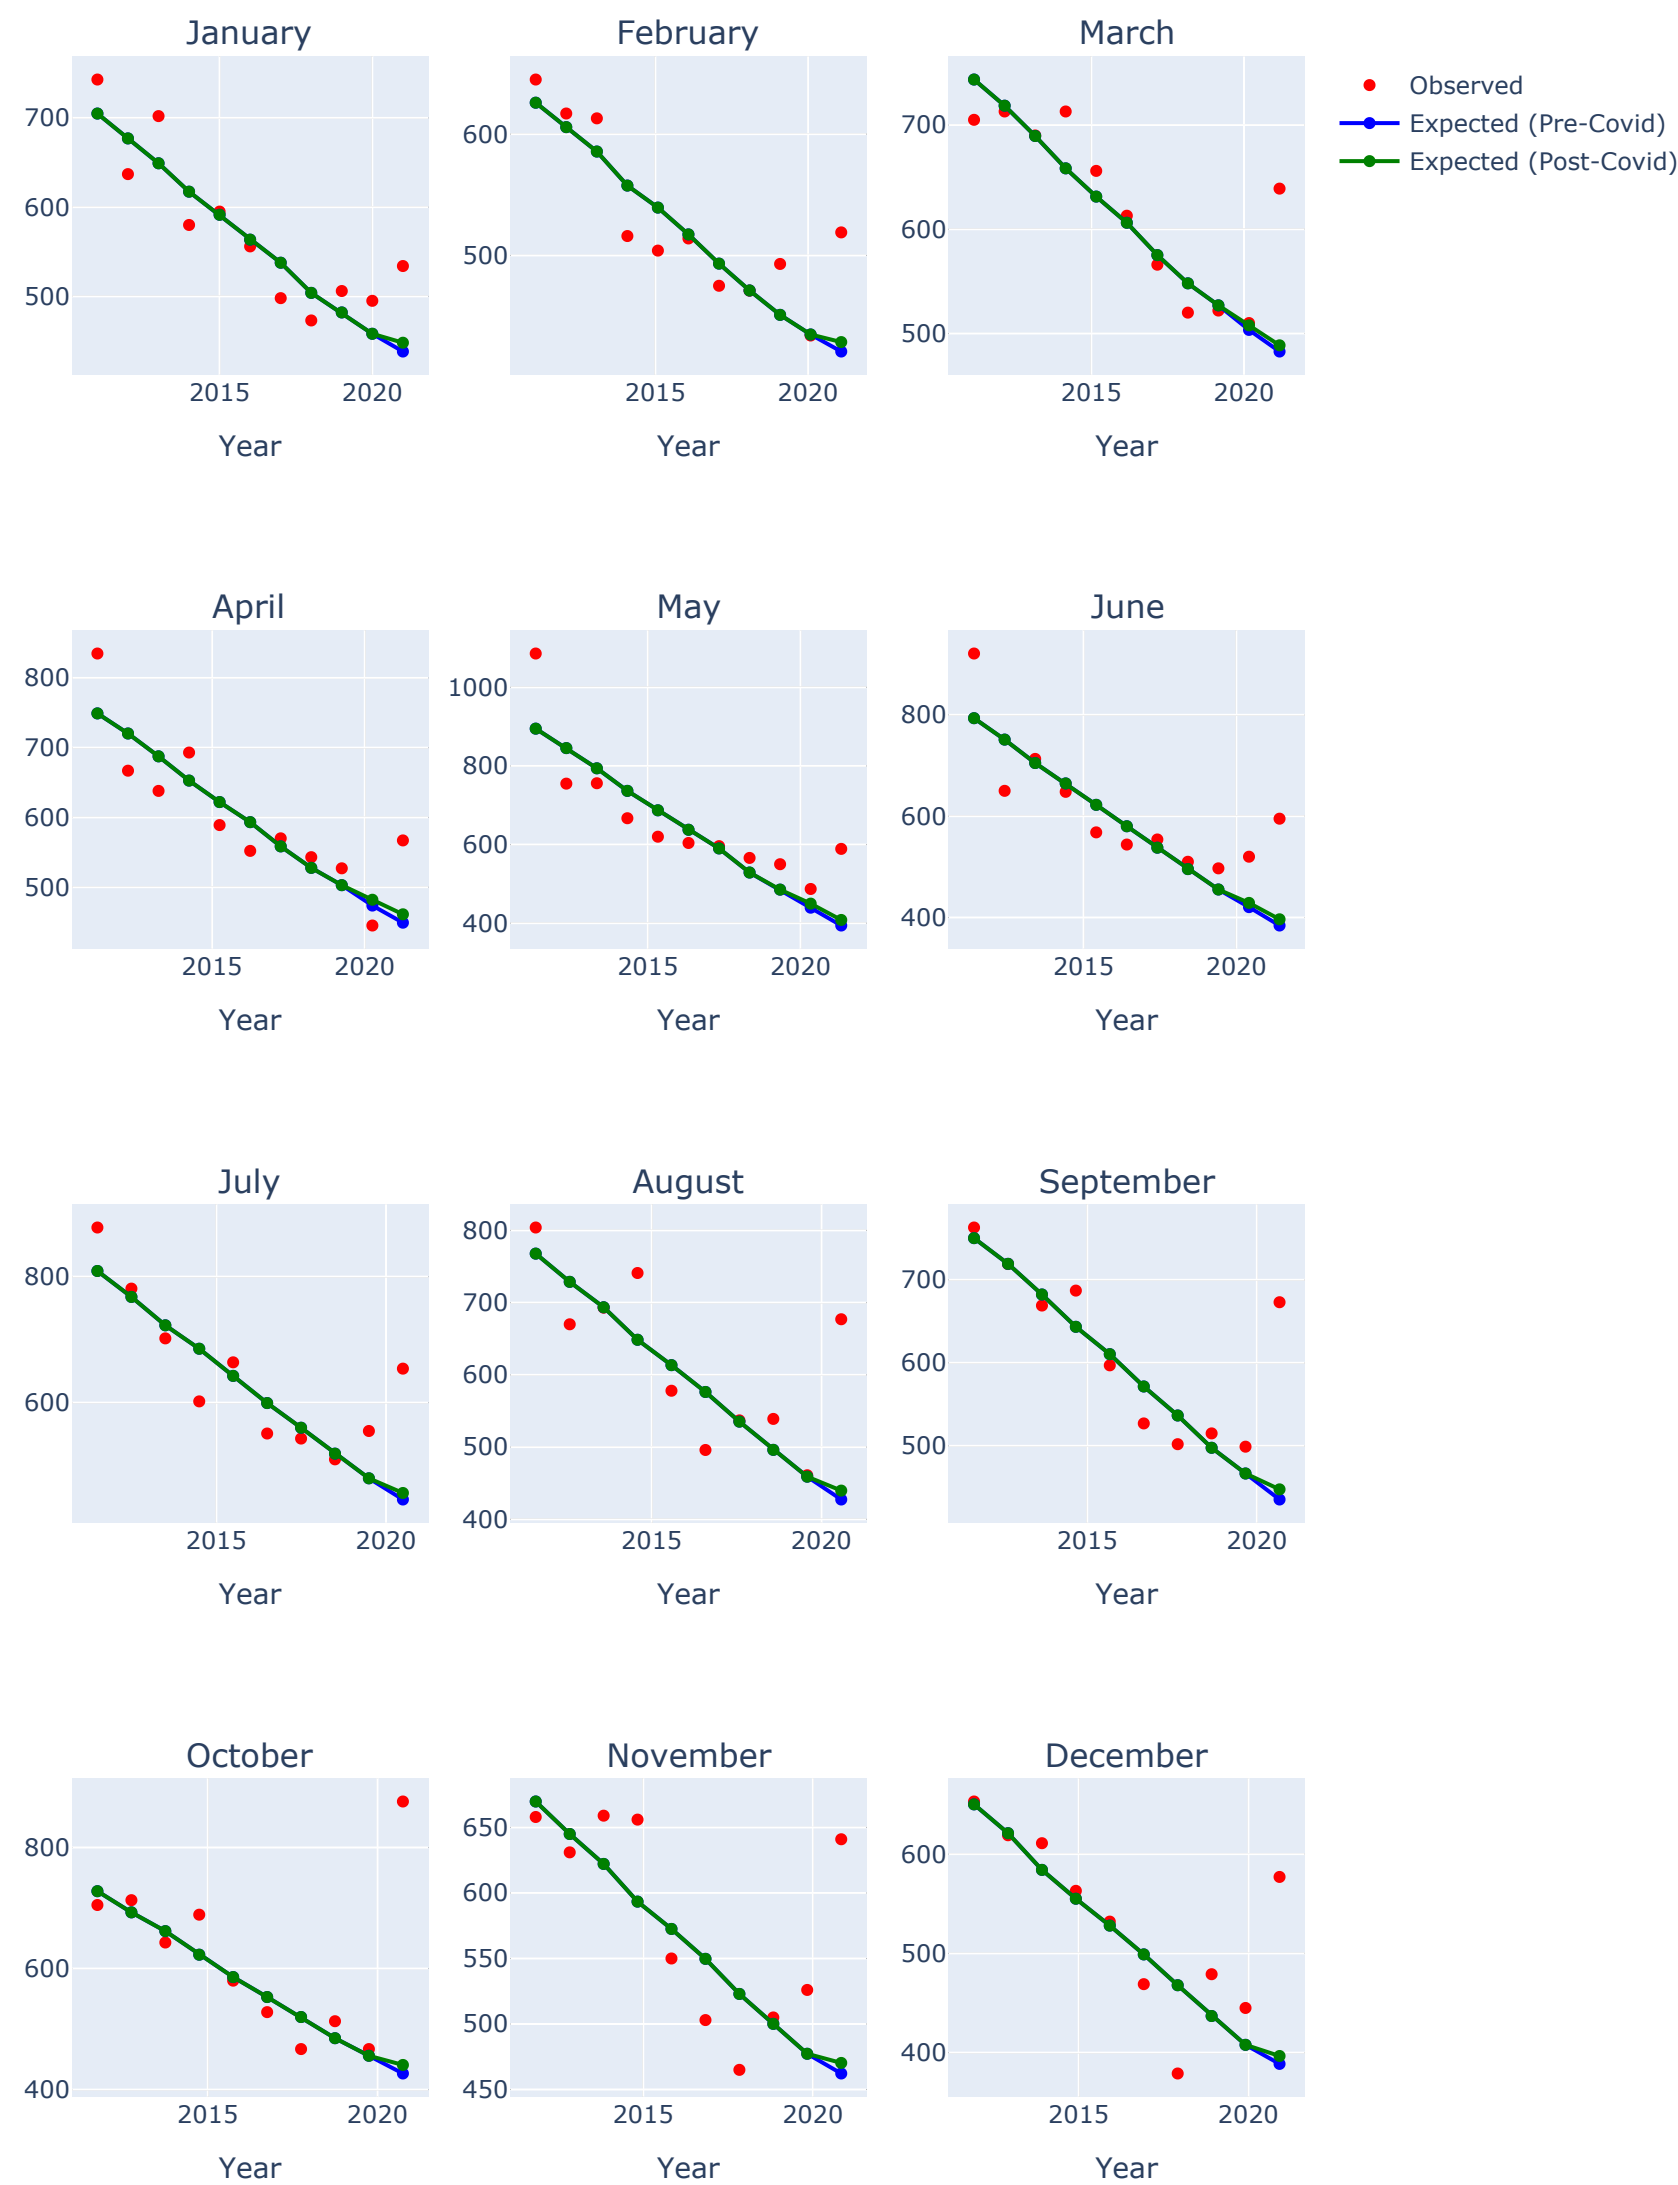 January
700
600
500
2015 2020
Year
February
600
500
2015 2020
Year
March
700
600
500
2015 2020
Year
Observed
Expected (Pre-Covid)
Expected (Post-Covid)
April
800
700
600
500
2015 2020
Year
May
1000
800
600
400
2015 2020
Year
June
800
600
400
2015 2020
Year
July
800
600
2015 2020
Year
August
800
700
600
500
400
2015 2020
Year
September
700
600
500
2015 2020
Year
October
800
600
400
2015 2020
Year
November
650
600
550
500
450
2015 2020
Year
December
600
500
400
2015 2020
Year